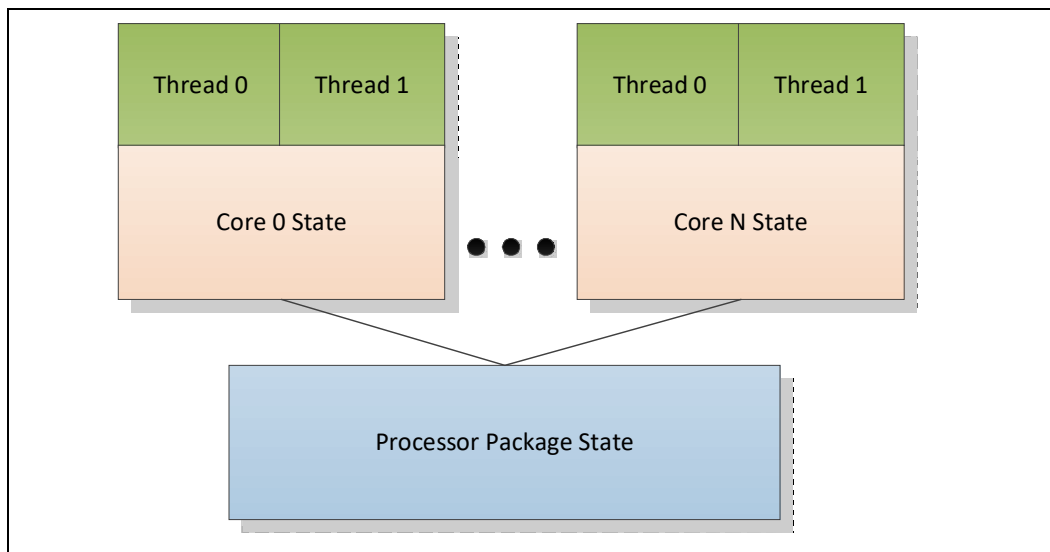 Thread 0
Thread 1
Thread 0
Thread 1
Core 0 State
Core N State
Processor Package State